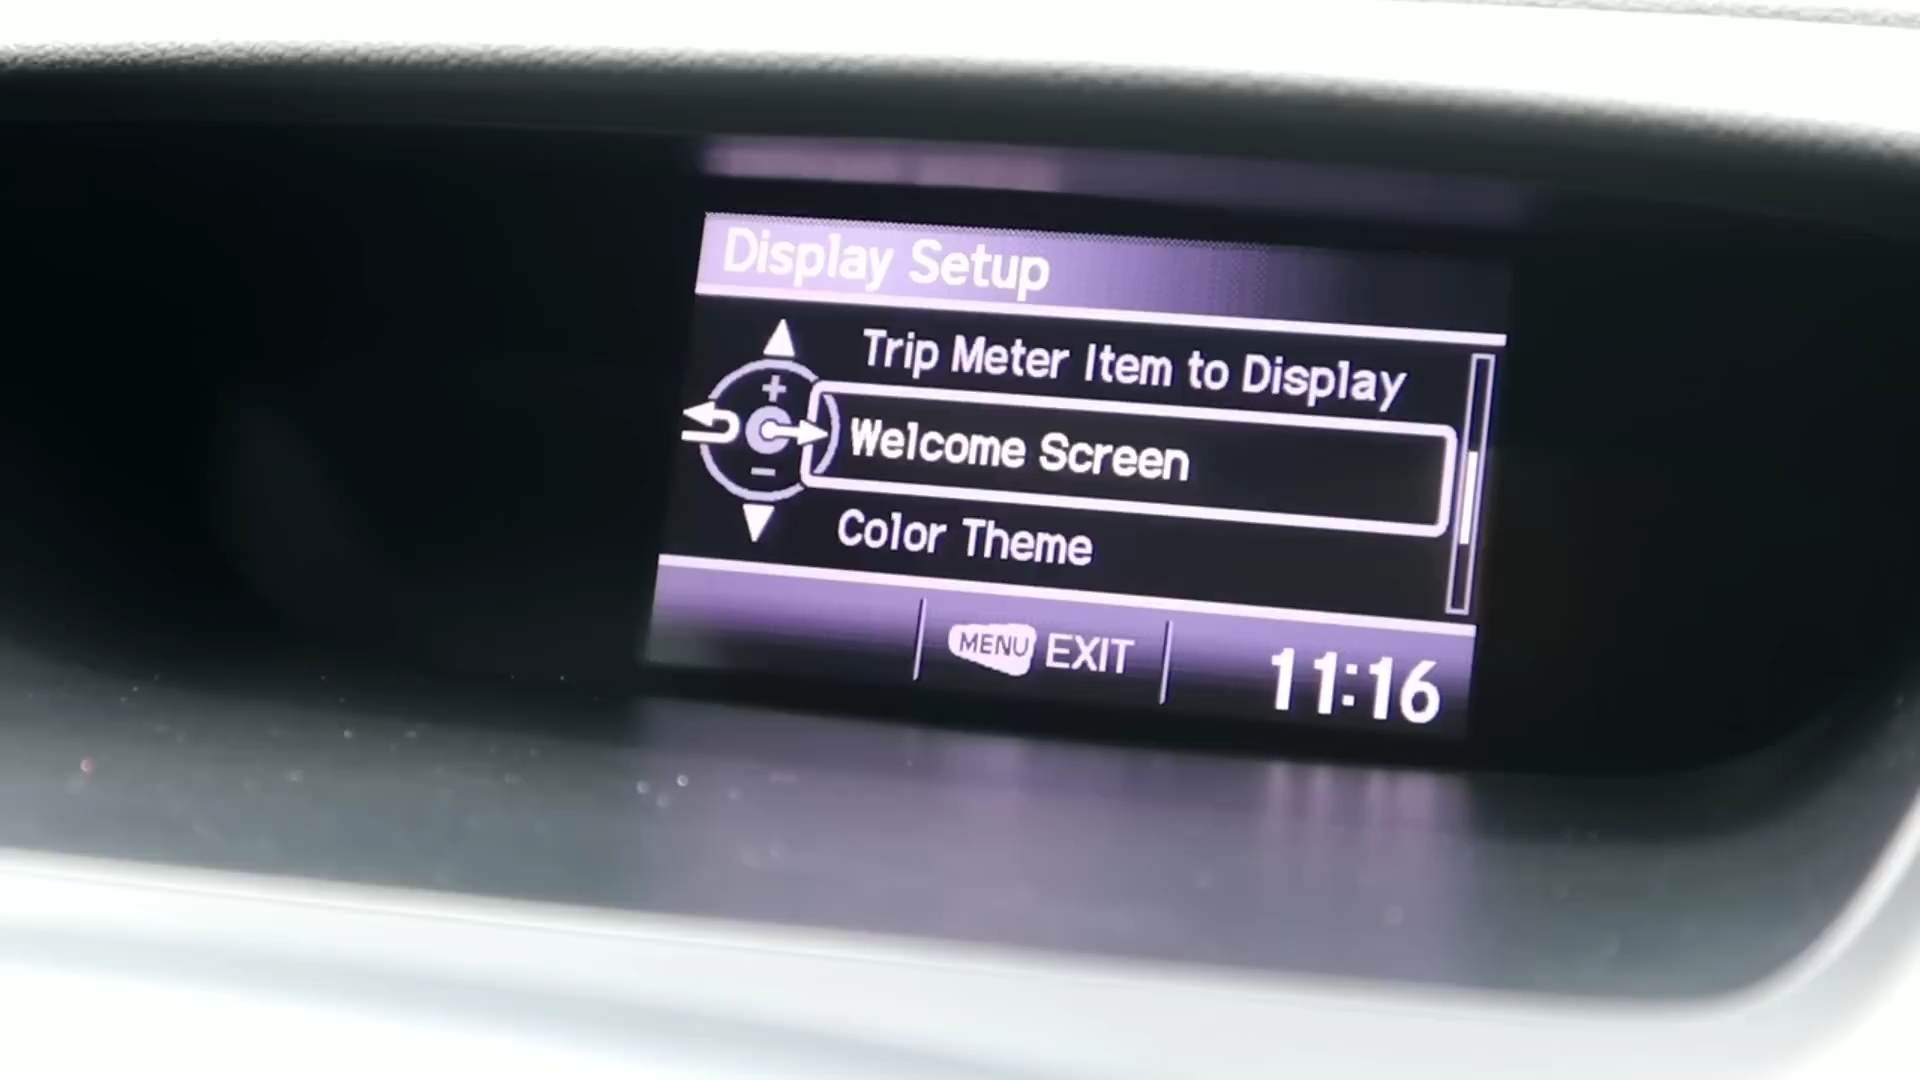 Display Setup
Trip Meter Item to Display
+
Welcome Screen
−
Color Theme
MENU EXIT
11:16